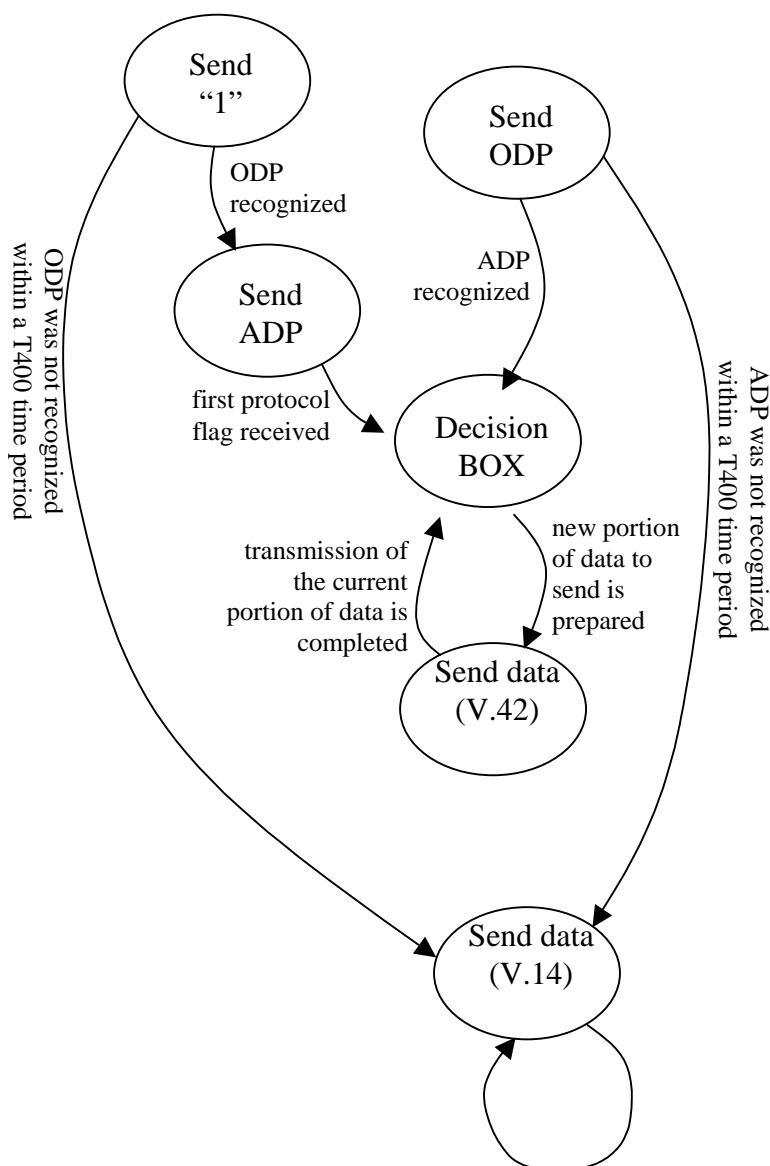 Send
“1”
Send
ODP
ODP
recognized
ADP
recognized
Send
ADP
first protocol
flag received
Decision
BOX
ODP was not recognized
within a T400 time period
ADP was not recognized
within a T400 time period
transmission of
the current
portion of data is
completed
new portion
of data to
send is
prepared
Send data
(V.42)
Send data
(V.14)